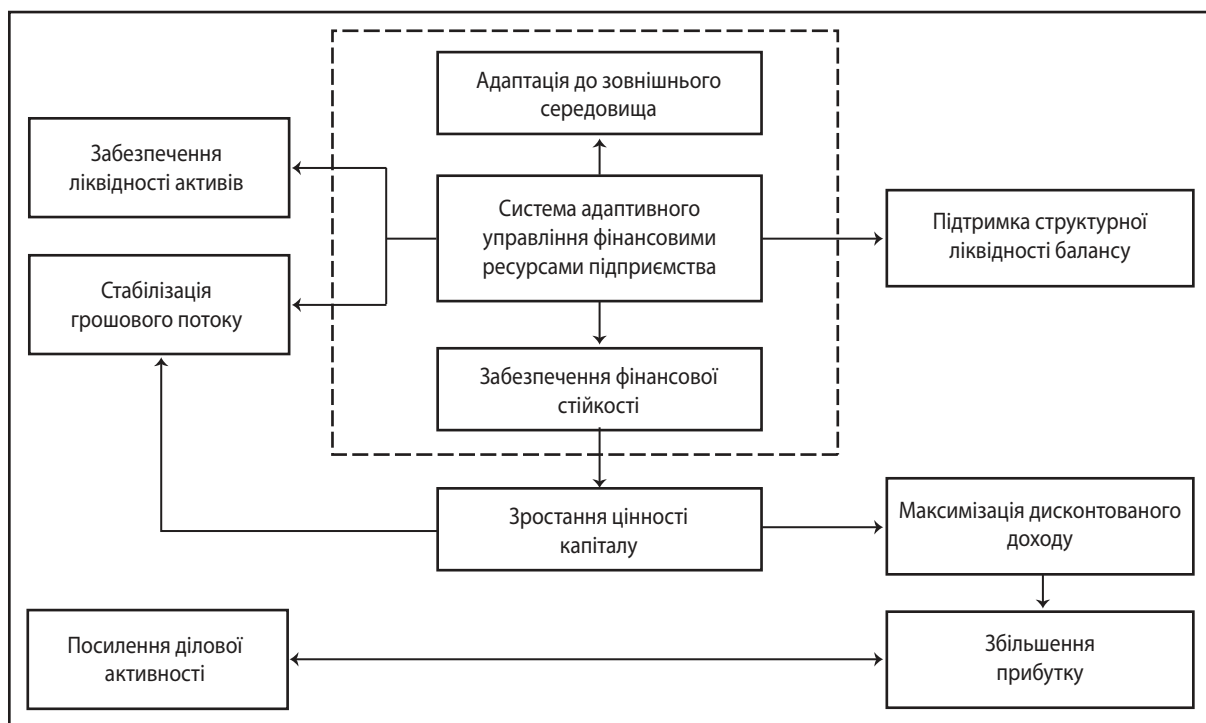 Адаптація до зовнішнього
середовища
Забезпечення
ліквідності активів
Система адаптивного
управління фінансовими
ресурсами підприємства
Підтримка структурної
ліквідності балансу
Стабілізація
грошового потоку
Забезпечення фінансової
стійкості
Зростання цінності
капіталу
Максимізація дисконтованого
доходу
Посилення ділової
активності
Збільшення
прибутку